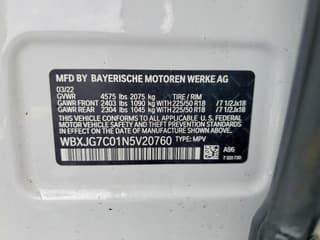 MFD BY BAYERISCHE MOTOREN WERKE AG
03/22
GVWR 4575 lbs 2075 kg TIRE / RIM
GAWR FRONT 2403 lbs 1090 kg WITH 225/50 R18 /7 1/2Jx18
GAWR REAR 2304 lbs 1045 kg WITH 225/50 R18 /7 1/2Jx18
THIS VEHICLE CONFORMS TO ALL APPLICABLE U.S. FEDERAL
MOTOR VEHICLE SAFETY AND THEFT PREVENTION STANDARDS
IN EFFECT ON THE DATE OF MANUFACTURE SHOWN ABOVE.
WBXJG7C01N5V20760 TYPE: MPV A96